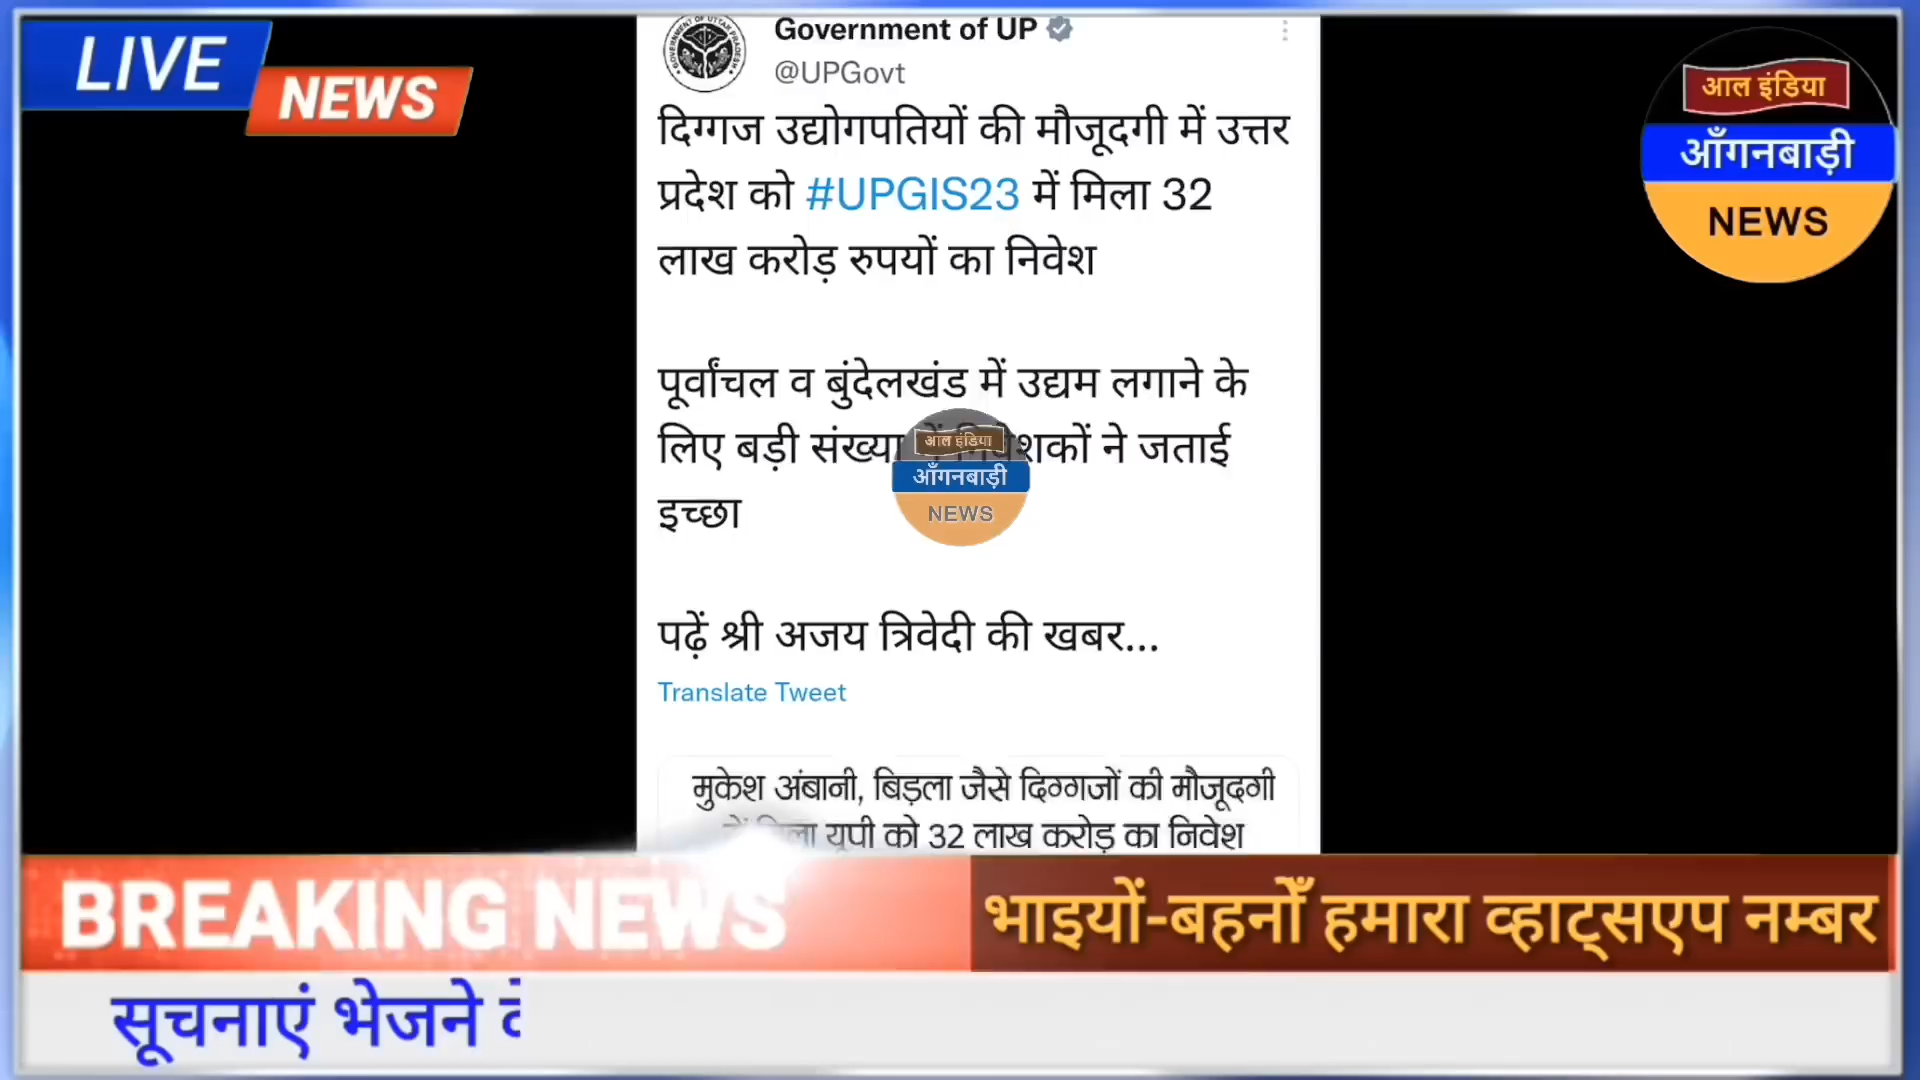 LIVE
NEWS
Government of UP
@UPGovt
दिग्गज उद्योगपतियों की मौजूदगी में उत्तर
प्रदेश को #UPGIS23 में मिला 32
लाख करोड़ रुपयों का निवेश
पूर्वांचल व बुंदेलखंड में उद्यम लगाने के
लिए बड़ी संख्या में निवेशकों ने जताई
इच्छा
पढ़ें श्री अजय त्रिवेदी की खबर...
Translate Tweet
मुकेश अंबानी, बिड़ला जैसे दिग्गजों की मौजूदगी
यूपी को 32 लाख करोड़ का निवेश
आल इंडिया
आँगनबाड़ी
NEWS
आल इंडिया
आँगनबाड़ी
NEWS
BREAKING NEWS
भाइयों-बहनोँ हमारा व्हाट्सएप नम्बर
सूचनाएं भेजने